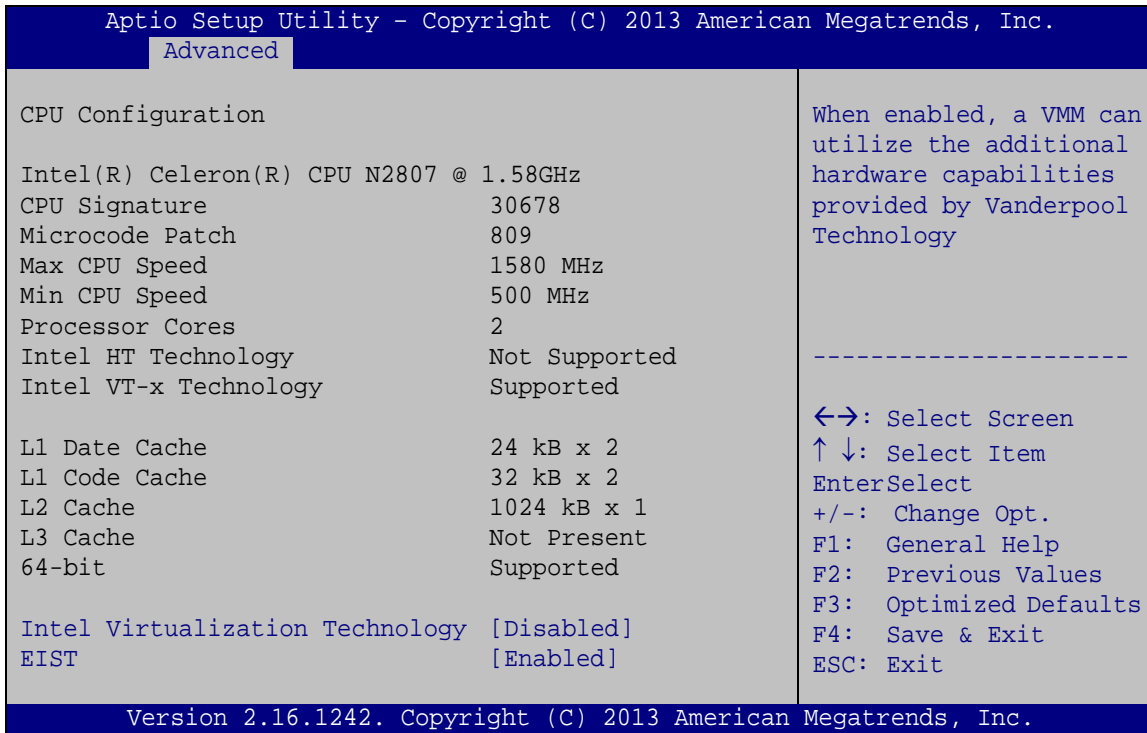 Aptio Setup Utility – Copyright (C) 2013 American Megatrends, Inc.
Advanced
CPU Configuration
Intel(R) Celeron(R) CPU N2807 @ 1.58GHz
CPU Signature 30678
Microcode Patch 809
Max CPU Speed 1580 MHz
Min CPU Speed 500 MHz
Processor Cores 2
Intel HT Technology Not Supported
Intel VT-x Technology Supported
L1 Date Cache 24 kB x 2
L1 Code Cache 32 kB x 2
L2 Cache 1024 kB x 1
L3 Cache Not Present
64-bit Supported
Intel Virtualization Technology [Disabled]
EIST [Enabled]
When enabled, a VMM can
utilize the additional
hardware capabilities
provided by Vanderpool
Technology
----------------------
←→: Select Screen
↑ ↓: Select Item
EnterSelect
+/-: Change Opt.
F1: General Help
F2: Previous Values
F3: Optimized Defaults
F4: Save & Exit
ESC: Exit
Version 2.16.1242. Copyright (C) 2013 American Megatrends, Inc.